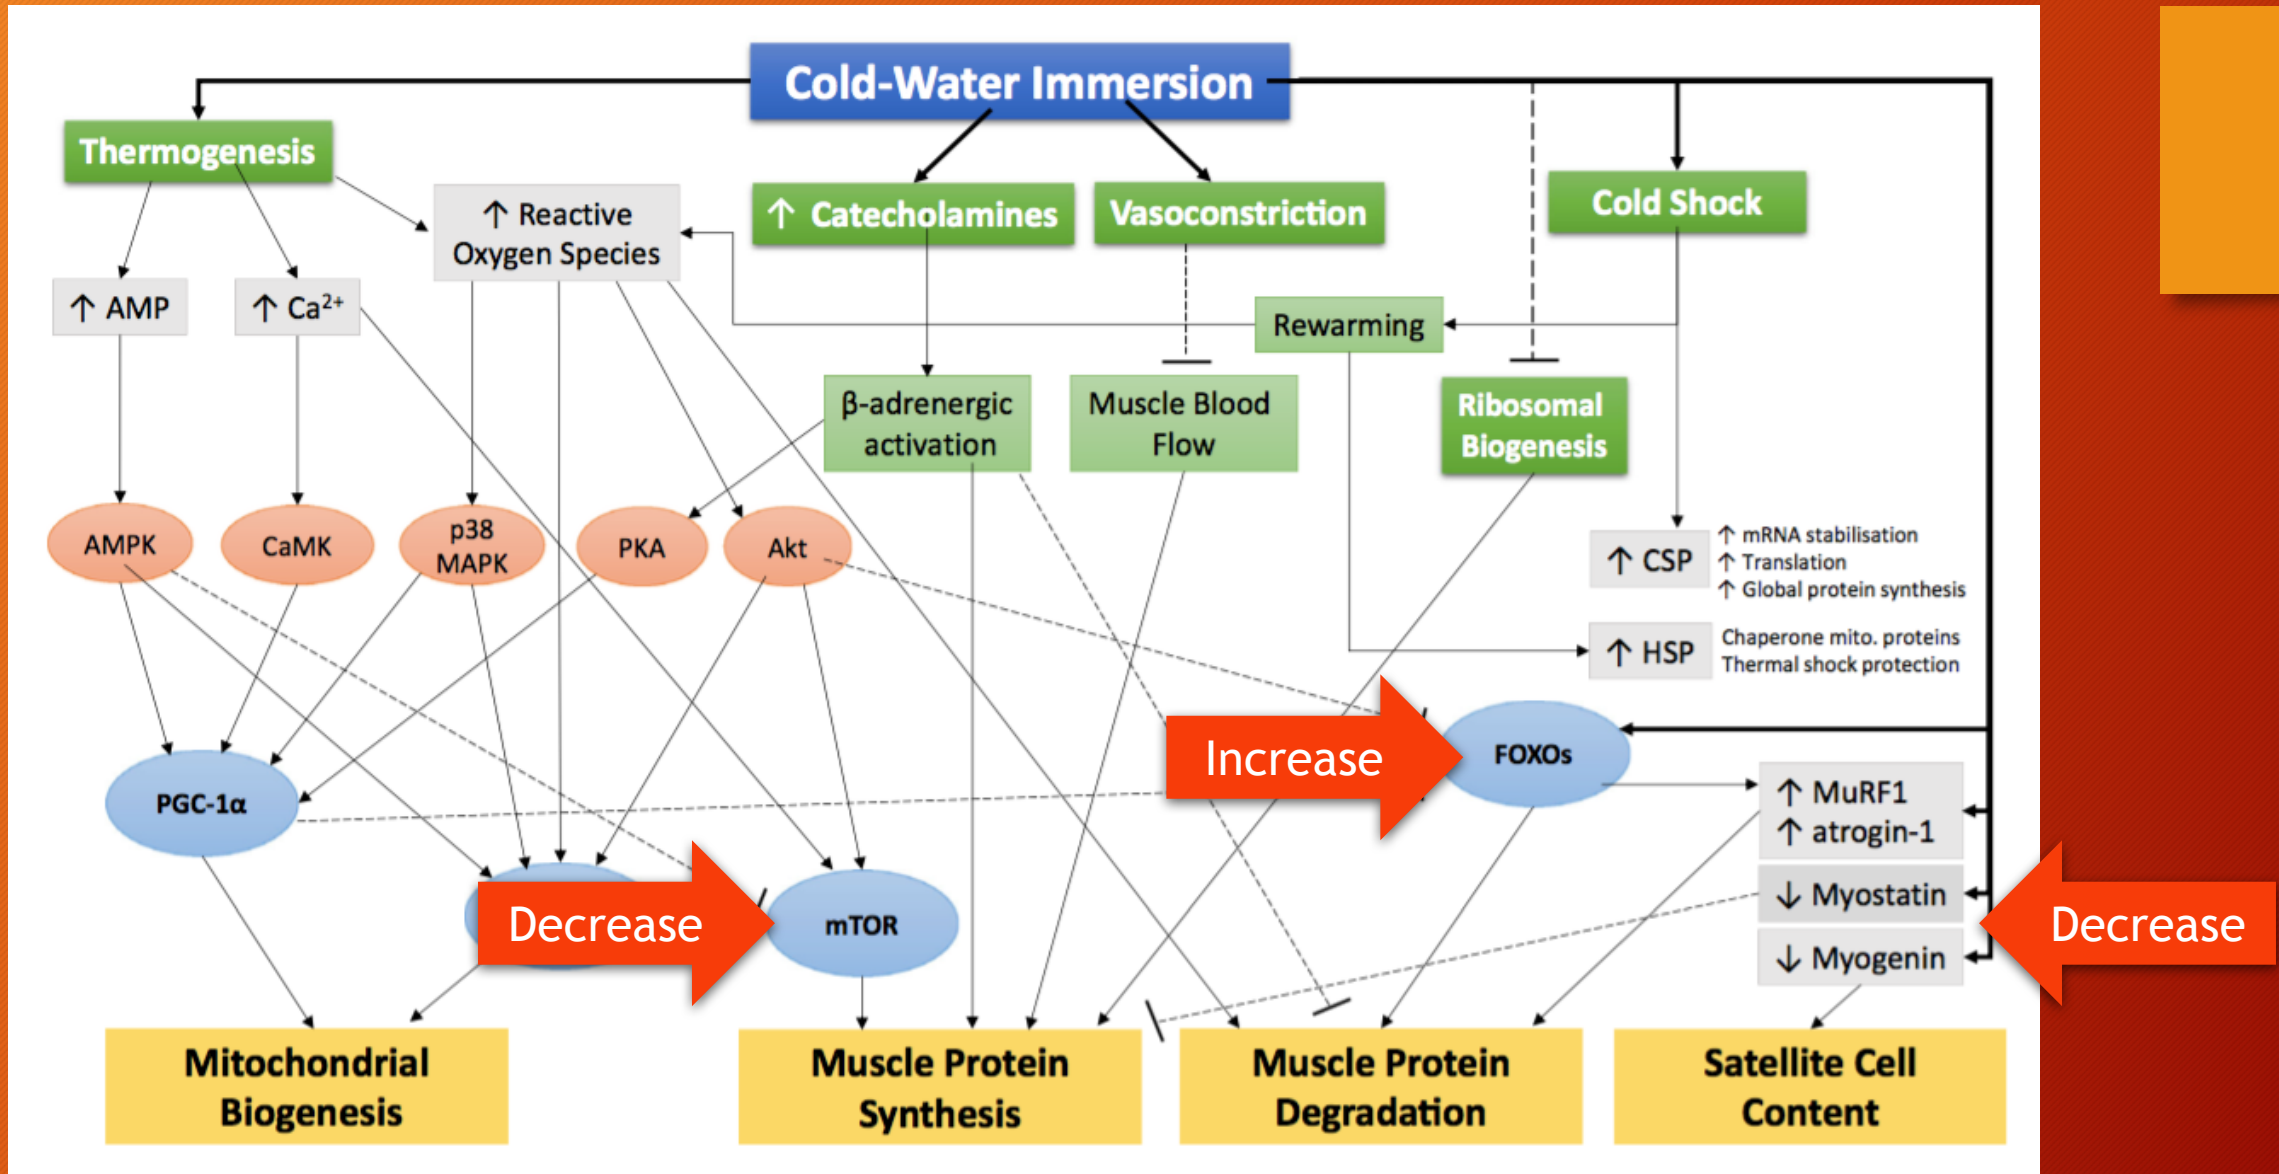 Cold-Water Immersion
Thermogenesis
↑ Reactive
Oxygen Species
↑ Catecholamines
Vasoconstriction
Cold Shock
↑ AMP
↑ Ca²⁺
Rewarming
β-adrenergic
activation
Muscle Blood
Flow
Ribosomal
Biogenesis
AMPK
CaMK
p38
MAPK
PKA
Akt
↑ CSP
↑ mRNA stabilisation
↑ Translation
↑ Global protein synthesis
↑ HSP
Chaperone mito. proteins
Thermal shock protection
Increase
FOXOs
PGC-1α
↑ MuRF1
↑ atrogin-1
↓ Myostatin
↓ Myogenin
Decrease
mTOR
Decrease
Mitochondrial
Biogenesis
Muscle Protein
Synthesis
Muscle Protein
Degradation
Satellite Cell
Content